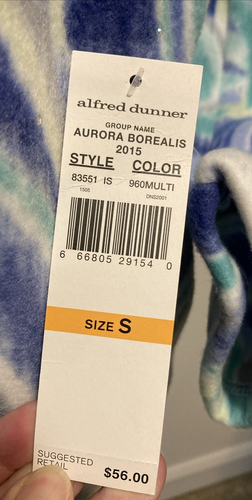 alfred dunner
GROUP NAME
AURORA BOREALIS
2015
STYLE COLOR
83551 IS 960MULTI
1505 DNS2001
6 66805 29154 0
SIZE S
SUGGESTED
RETAIL $56.00